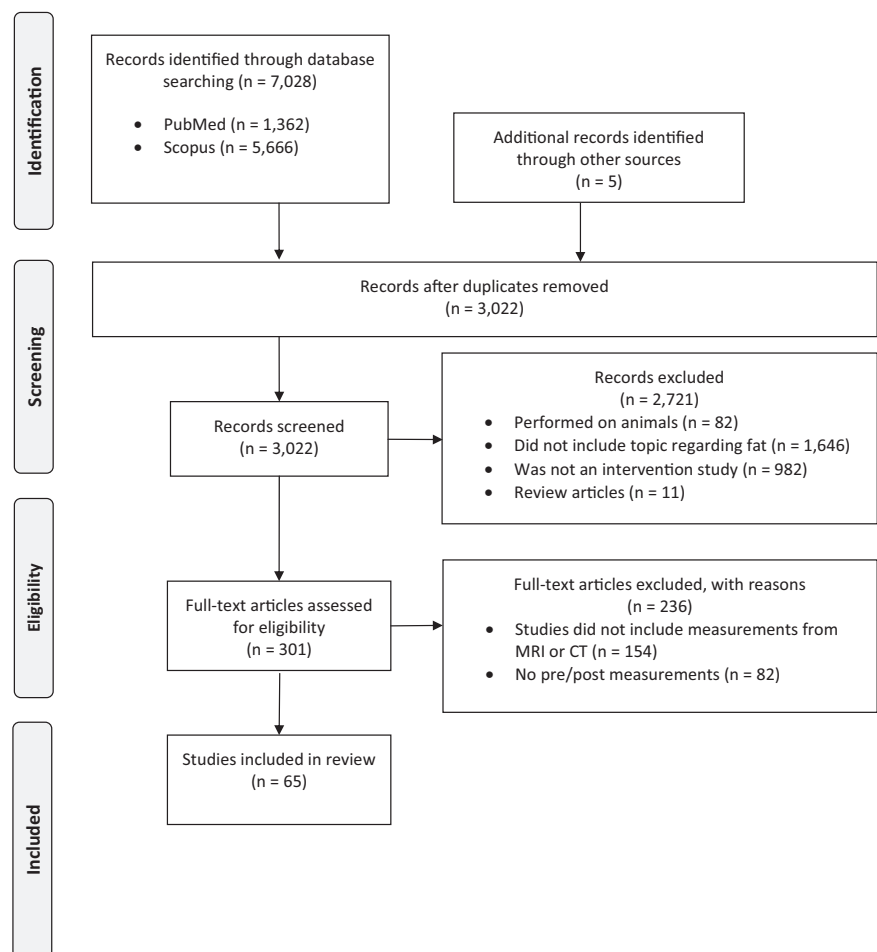 Identification
Records identified through database
searching (n = 7,028)
• PubMed (n = 1,362)
• Scopus (n = 5,666)
Additional records identified
through other sources
(n = 5)
Screening
Records after duplicates removed
(n = 3,022)
Records screened
(n = 3,022)
Records excluded
(n = 2,721)
• Performed on animals (n = 82)
• Did not include topic regarding fat (n = 1,646)
• Was not an intervention study (n = 982)
• Review articles (n = 11)
Eligibility
Full-text articles assessed
for eligibility
(n = 301)
Full-text articles excluded, with reasons
(n = 236)
• Studies did not include measurements from
MRI or CT (n = 154)
• No pre/post measurements (n = 82)
Included
Studies included in review
(n = 65)